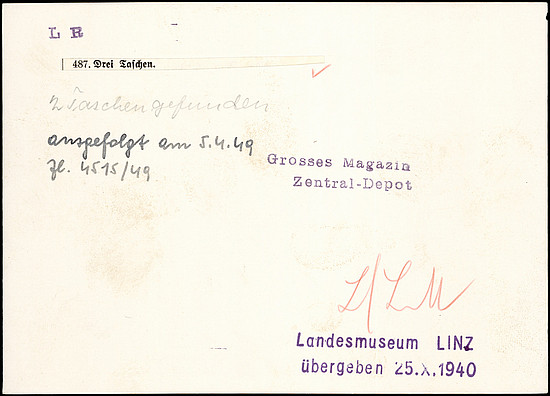 L R
487. Drei Taschen.
2 Taschen gefunden
ausgefolgt am 5.4.49
Zl. 4515/49
Grosses Magazin
Zentral-Depot
L/LM
Landesmuseum LINZ
übergeben 25.X.1940